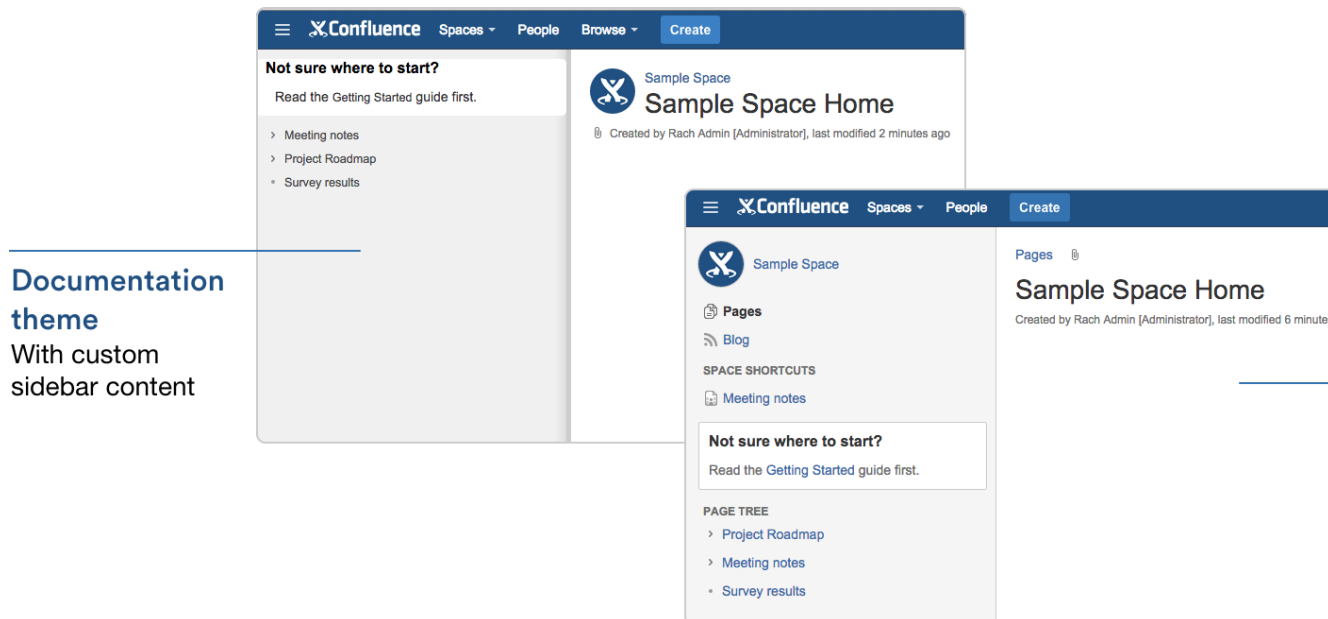 Confluence Spaces People Browse Create
Not sure where to start?
Read the Getting Started guide first.
Meeting notes
Project Roadmap
Survey results
Sample Space
Sample Space Home
Created by Rach Admin [Administrator], last modified 2 minutes ago
Documentation
theme
With custom
sidebar content
Confluence Spaces People Create
Sample Space
Pages
Blog
SPACE SHORTCUTS
Meeting notes
Not sure where to start?
Read the Getting Started guide first.
PAGE TREE
Project Roadmap
Meeting notes
Survey results
Pages
Sample Space Home
Created by Rach Admin [Administrator], last modified 6 minute